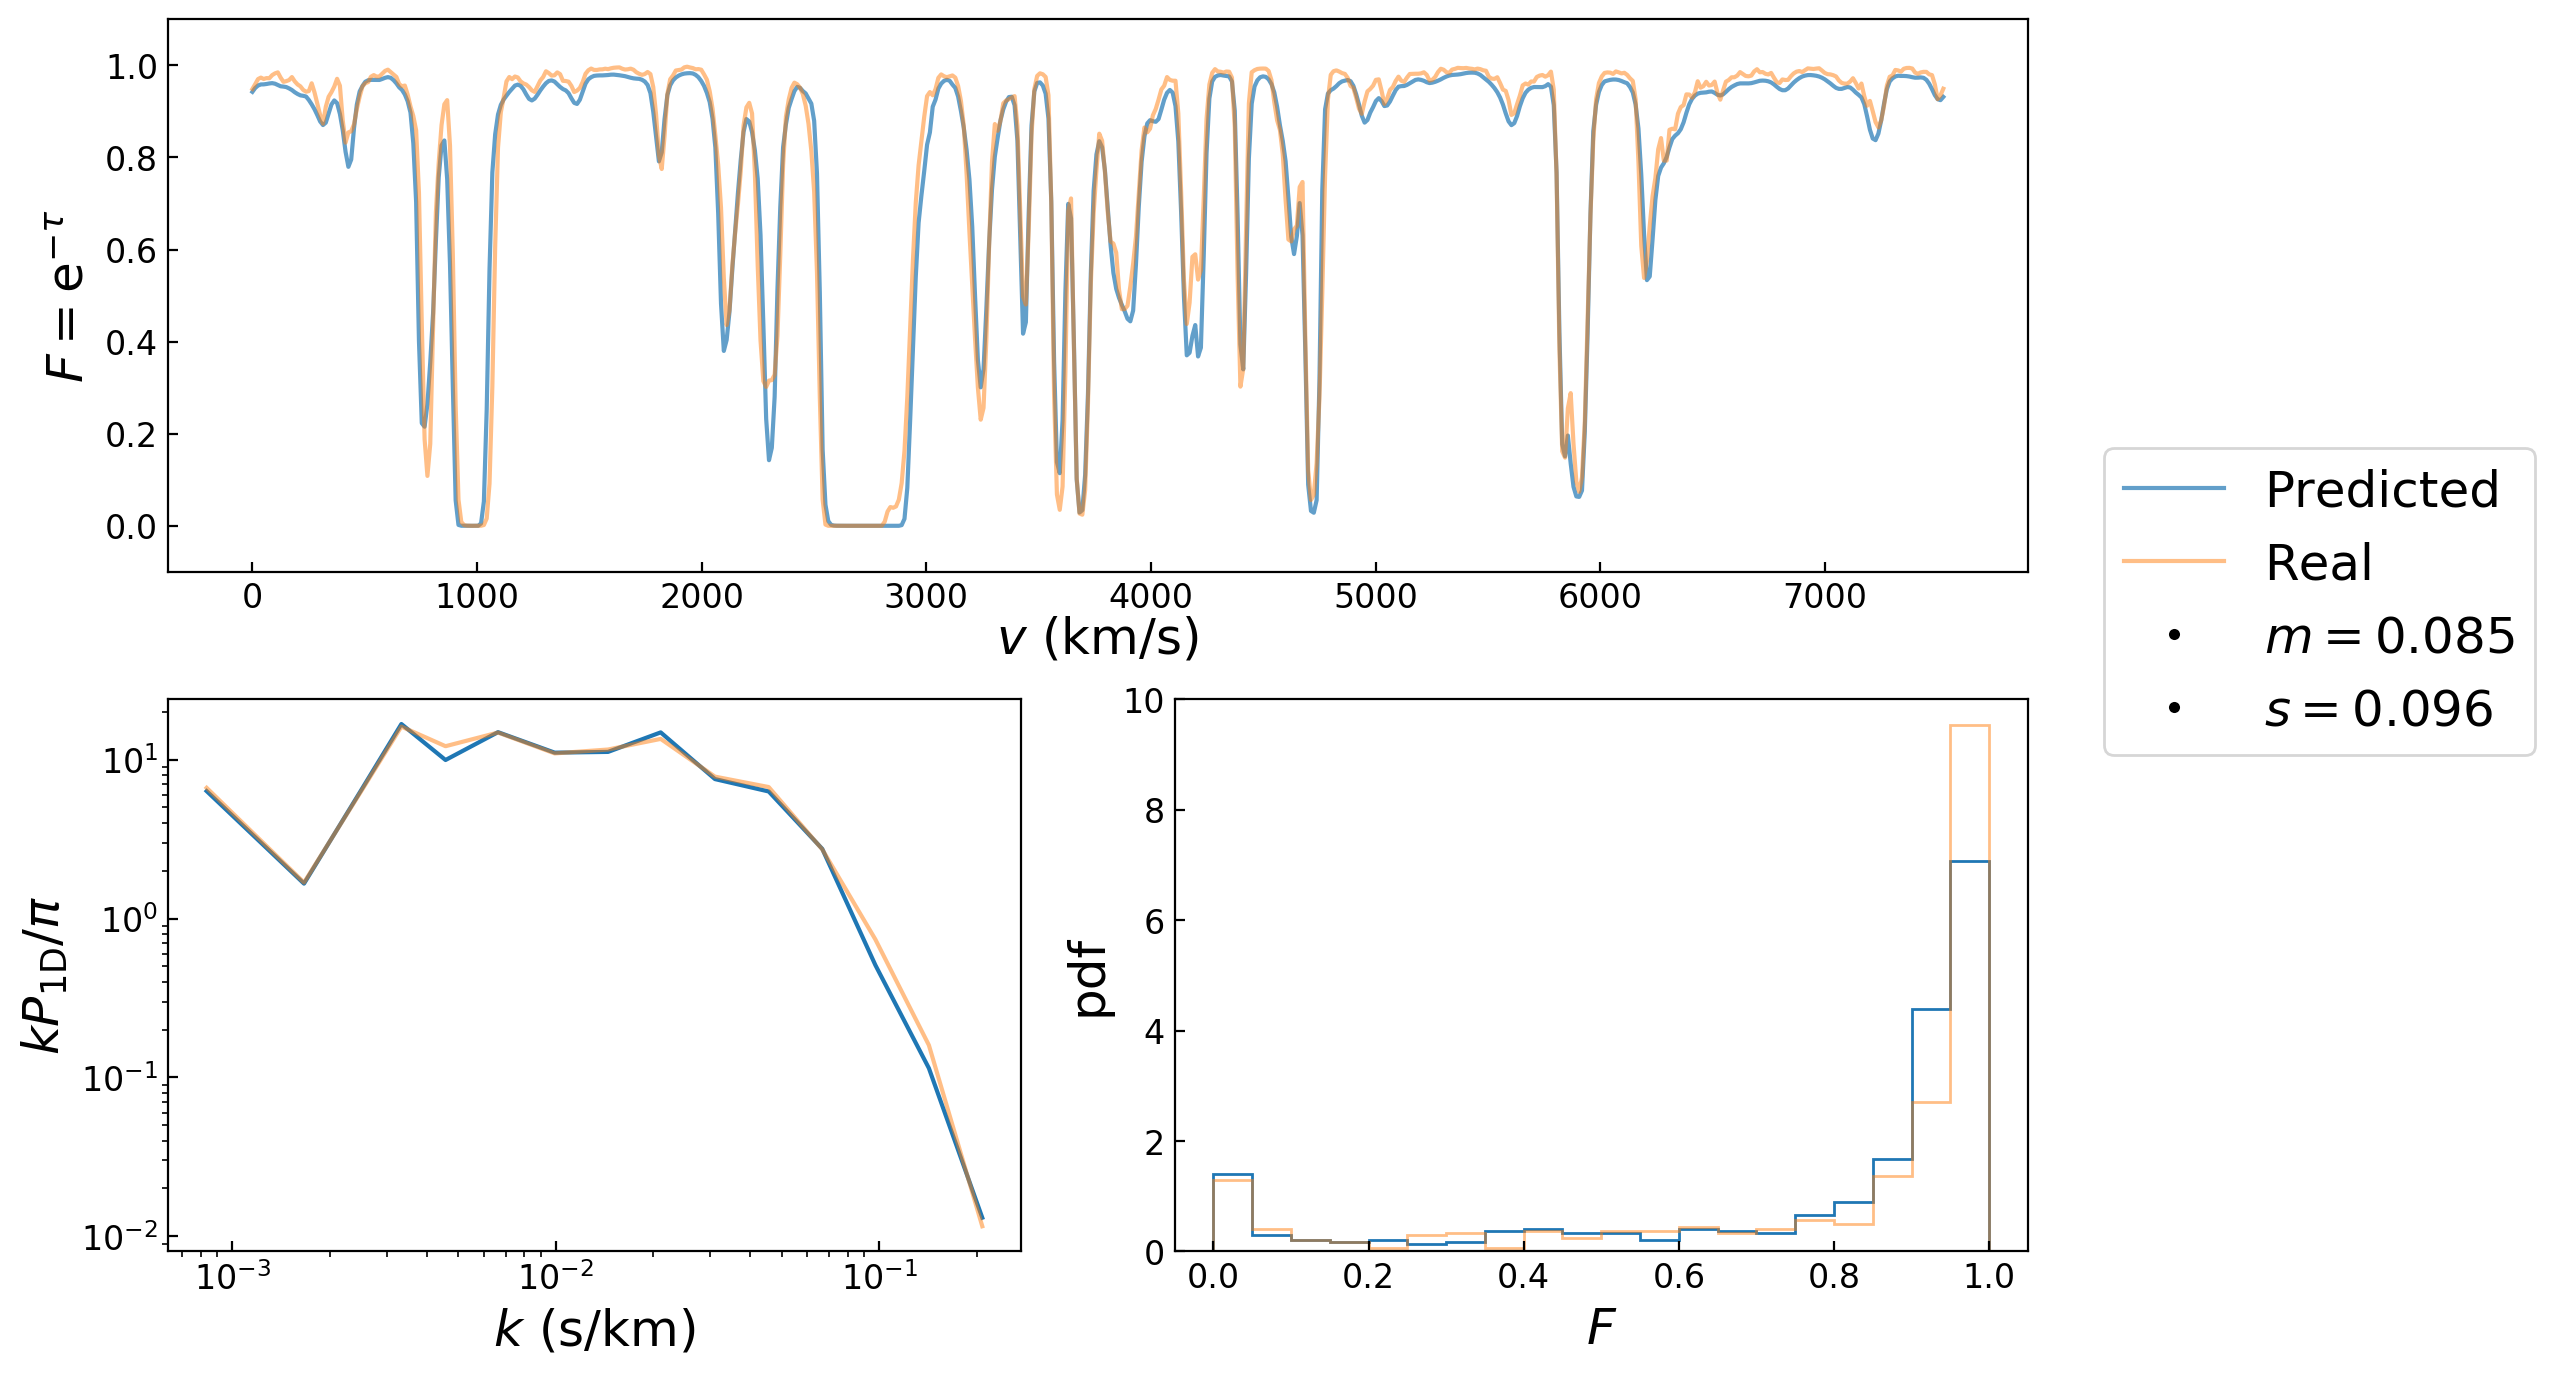 1.0
0.8
0.6
0.4
0.2
0.0
F = e^{−τ}
0 1000 2000 3000 4000 5000 6000 7000
v (km/s)
Predicted
Real
m = 0.085
s = 0.096
10^1
10^0
10^{−1}
10^{−2}
kP_{1D}/π
10^{−3} 10^{−2} 10^{−1}
k (s/km)
10
8
6
4
2
0
pdf
0.0 0.2 0.4 0.6 0.8 1.0
F